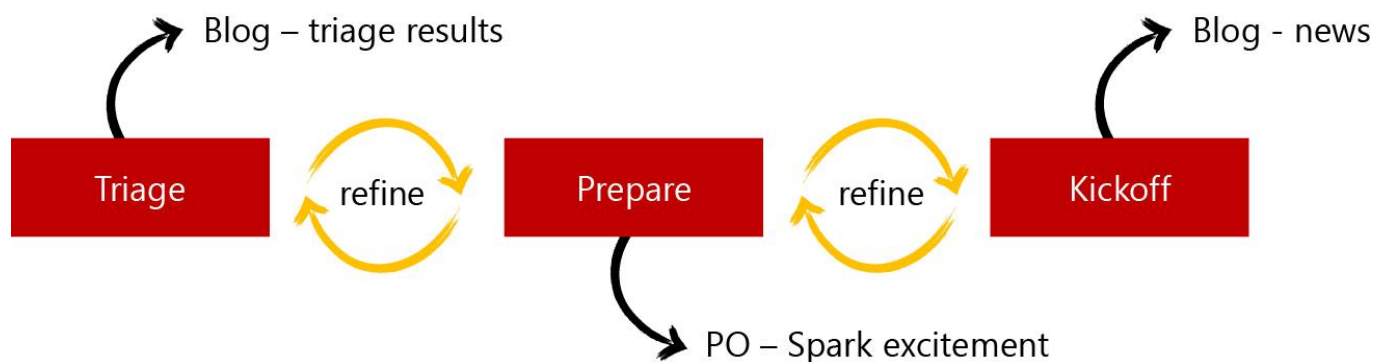 Blog – triage results
Blog - news
Triage
refine
Prepare
refine
Kickoff
PO – Spark excitement